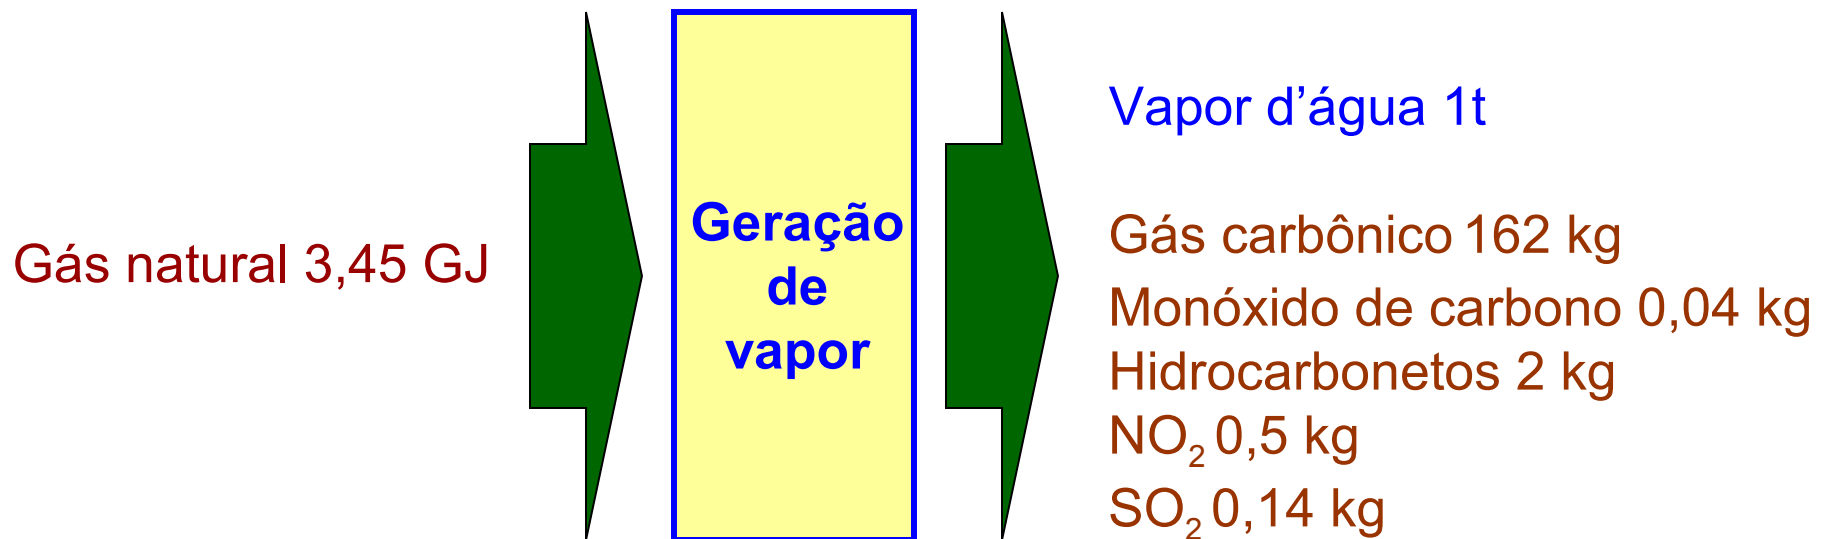 Gás natural 3,45 GJ
Geração
de
vapor
Vapor d’água 1t
Gás carbônico 162 kg
Monóxido de carbono 0,04 kg
Hidrocarbonetos 2 kg
NO₂ 0,5 kg
SO₂ 0,14 kg